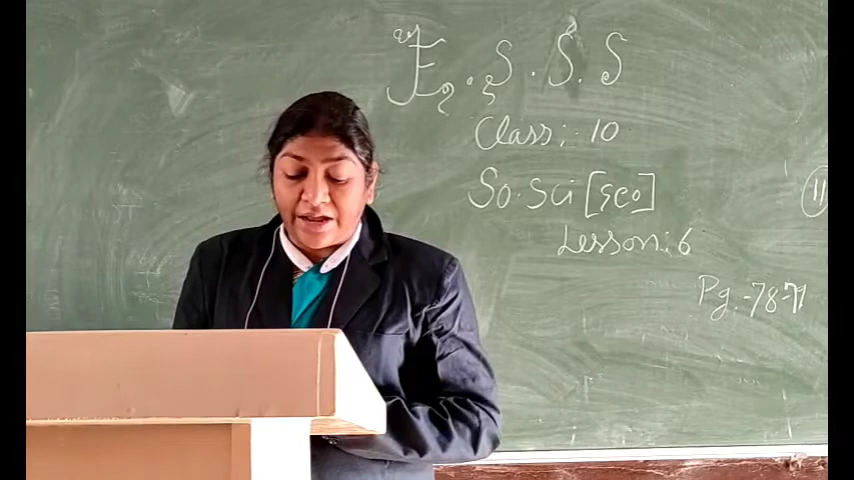 E.S.S.S
Class:- 10
So.Sci [Geo]
Lesson:6
Pg.-78-79
11